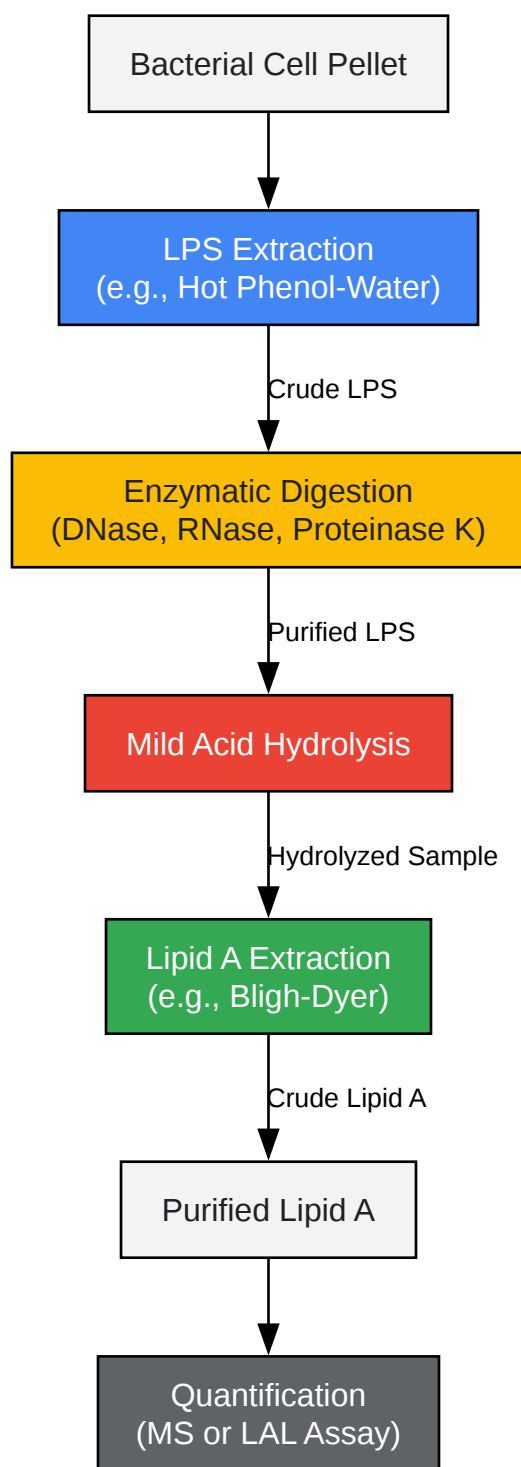 Bacterial Cell Pellet
LPS Extraction
(e.g., Hot Phenol-Water)
Crude LPS
Enzymatic Digestion
(DNase, RNase, Proteinase K)
Purified LPS
Mild Acid Hydrolysis
Hydrolyzed Sample
Lipid A Extraction
(e.g., Bligh-Dyer)
Crude Lipid A
Purified Lipid A
Quantification
(MS or LAL Assay)